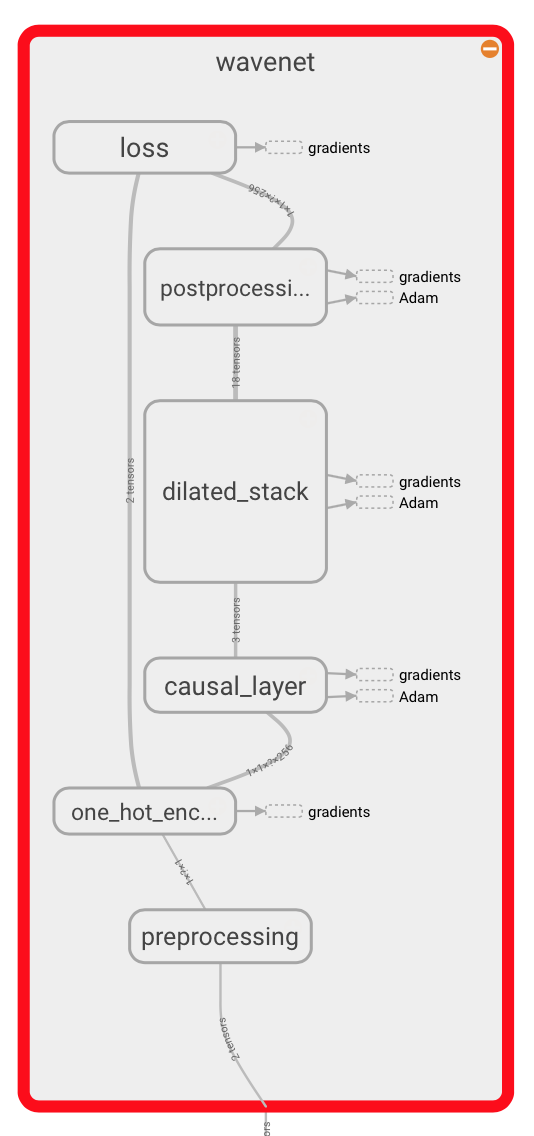 wavenet
loss
gradients
1×1×?×256
postprocessi...
gradients
Adam
18 tensors
dilated_stack
gradients
Adam
2 tensors
3 tensors
causal_layer
gradients
Adam
1×1×?×256
one_hot_enc...
gradients
1×?×1
preprocessing
2 tensors